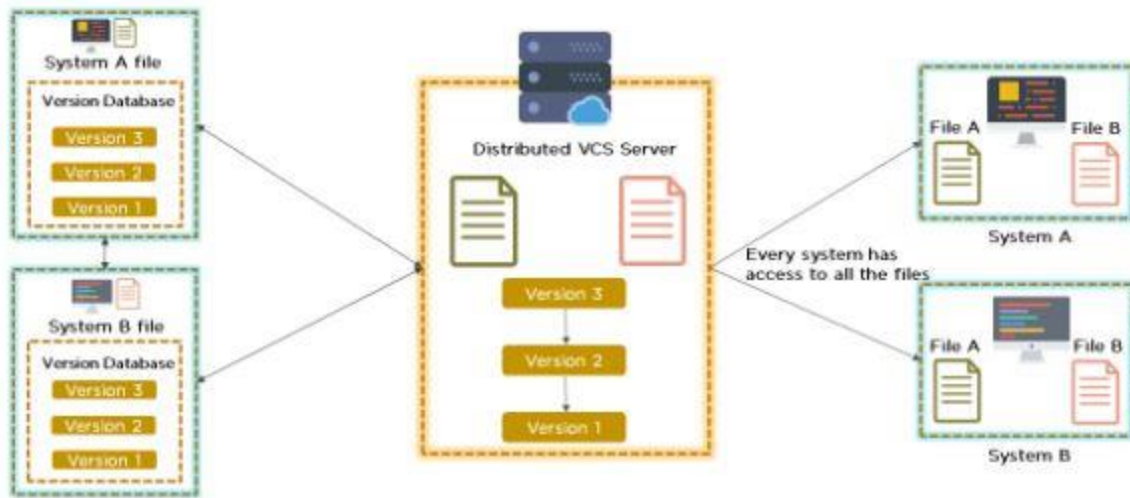 System A file
Version Database
Version 3
Version 2
Version 1
System B file
Version Database
Version 3
Version 2
Version 1
Distributed VCS Server
Version 3
Version 2
Version 1
Every system has
access to all the files
File A
File B
System A
File A
File B
System B